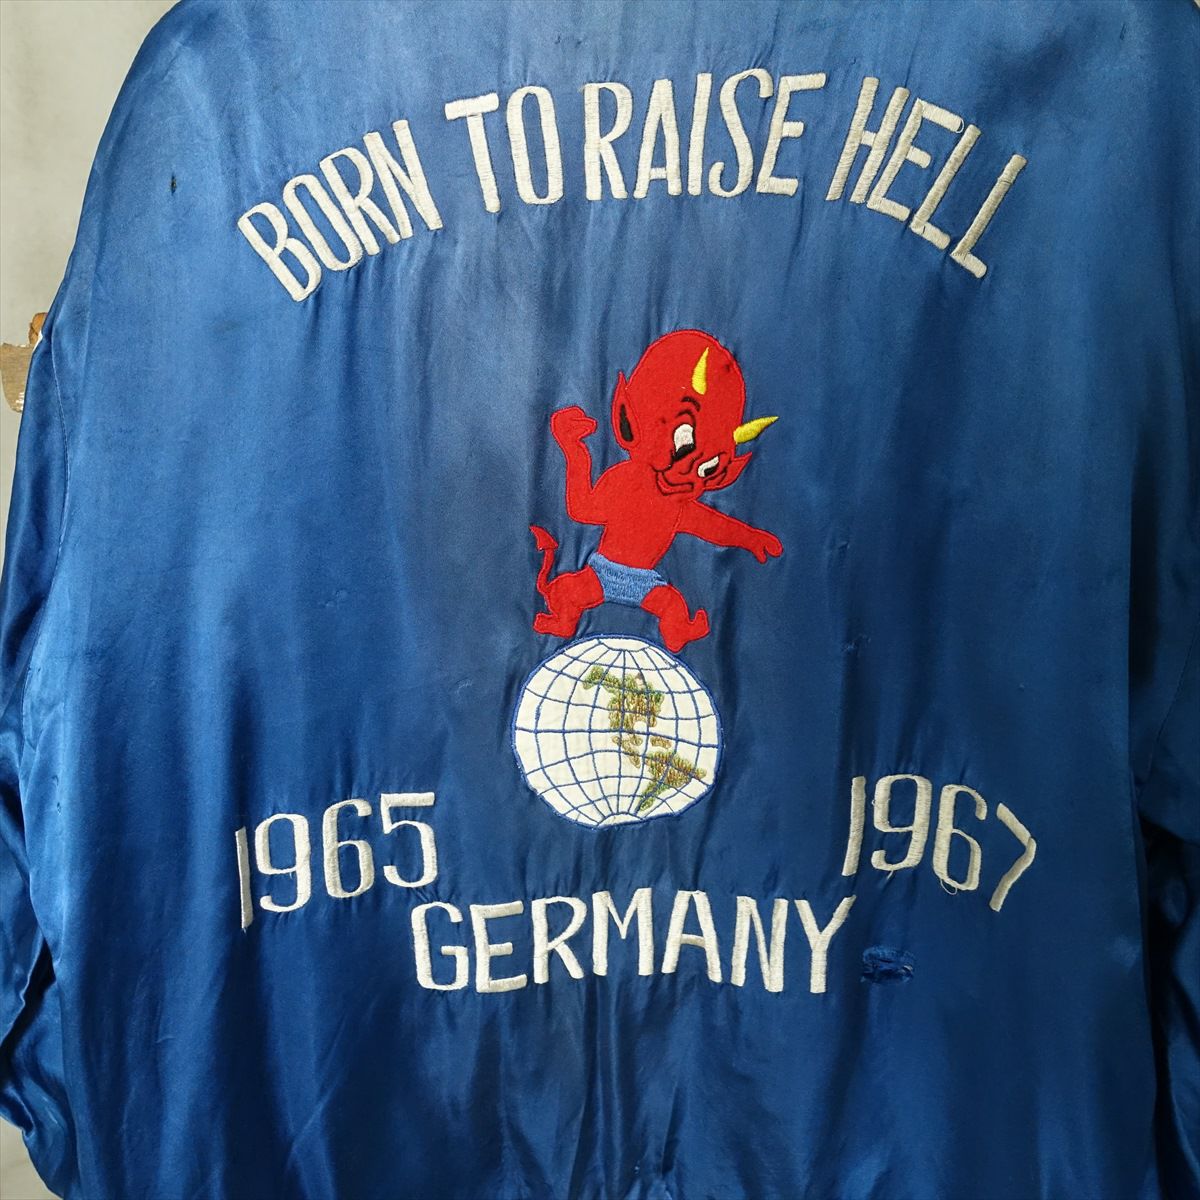 BORN TO RAISE HELL
1965 1967
GERMANY